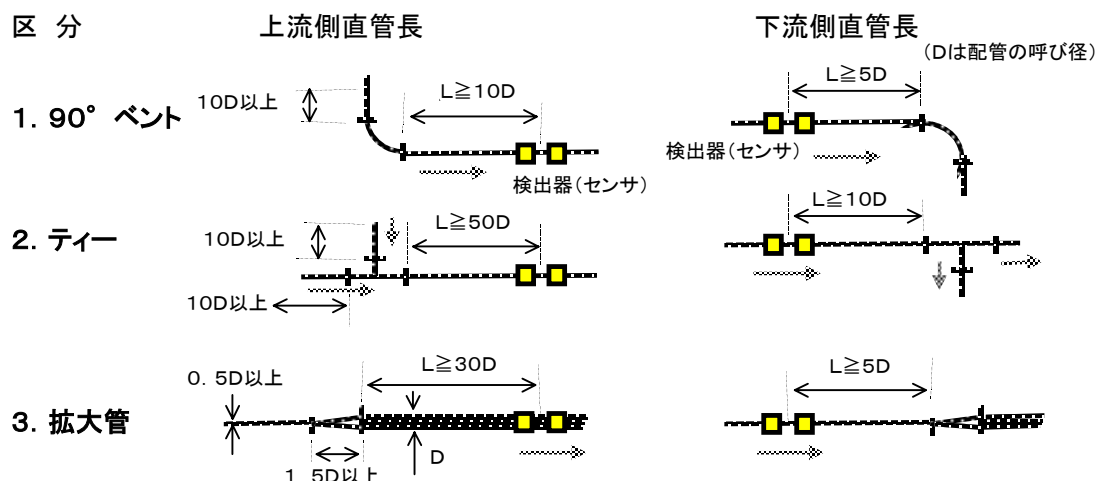 区 分
上流側直管長
下流側直管長
(Dは配管の呼び径)
1. 90° ベント
10D以上
L≧10D
検出器(センサ)
L≧5D
検出器(センサ)
2. ティー
10D以上
L≧50D
10D以上
L≧10D
3. 拡大管
0. 5D以上
L≧30D
D
1. 5D以上
L≧5D